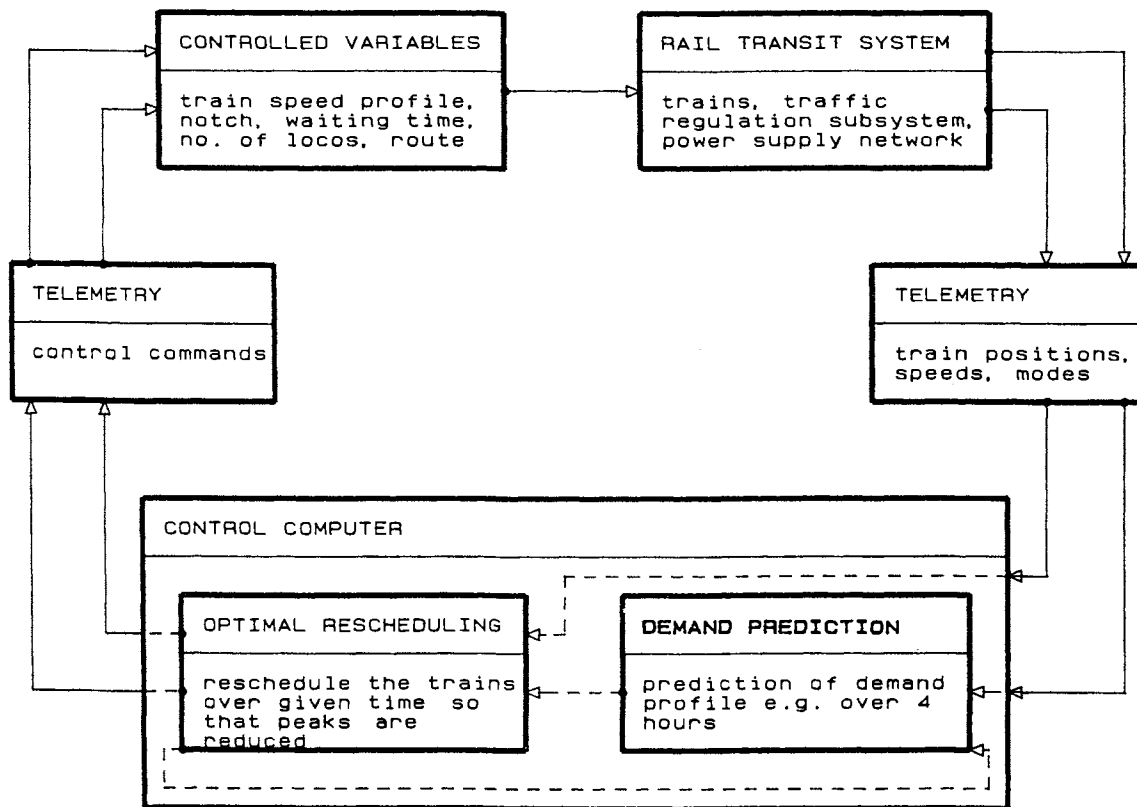 CONTROLLED VARIABLES
train speed profile,
notch, waiting time,
no. of locos, route
RAIL TRANSIT SYSTEM
trains, traffic
regulation subsystem,
power supply network
TELEMETRY
control commands
TELEMETRY
train positions,
speeds, modes
CONTROL COMPUTER
OPTIMAL RESCHEDULING
reschedule the trains
over given time so
that peaks are
reduced
DEMAND PREDICTION
prediction of demand
profile e.g. over 4
hours